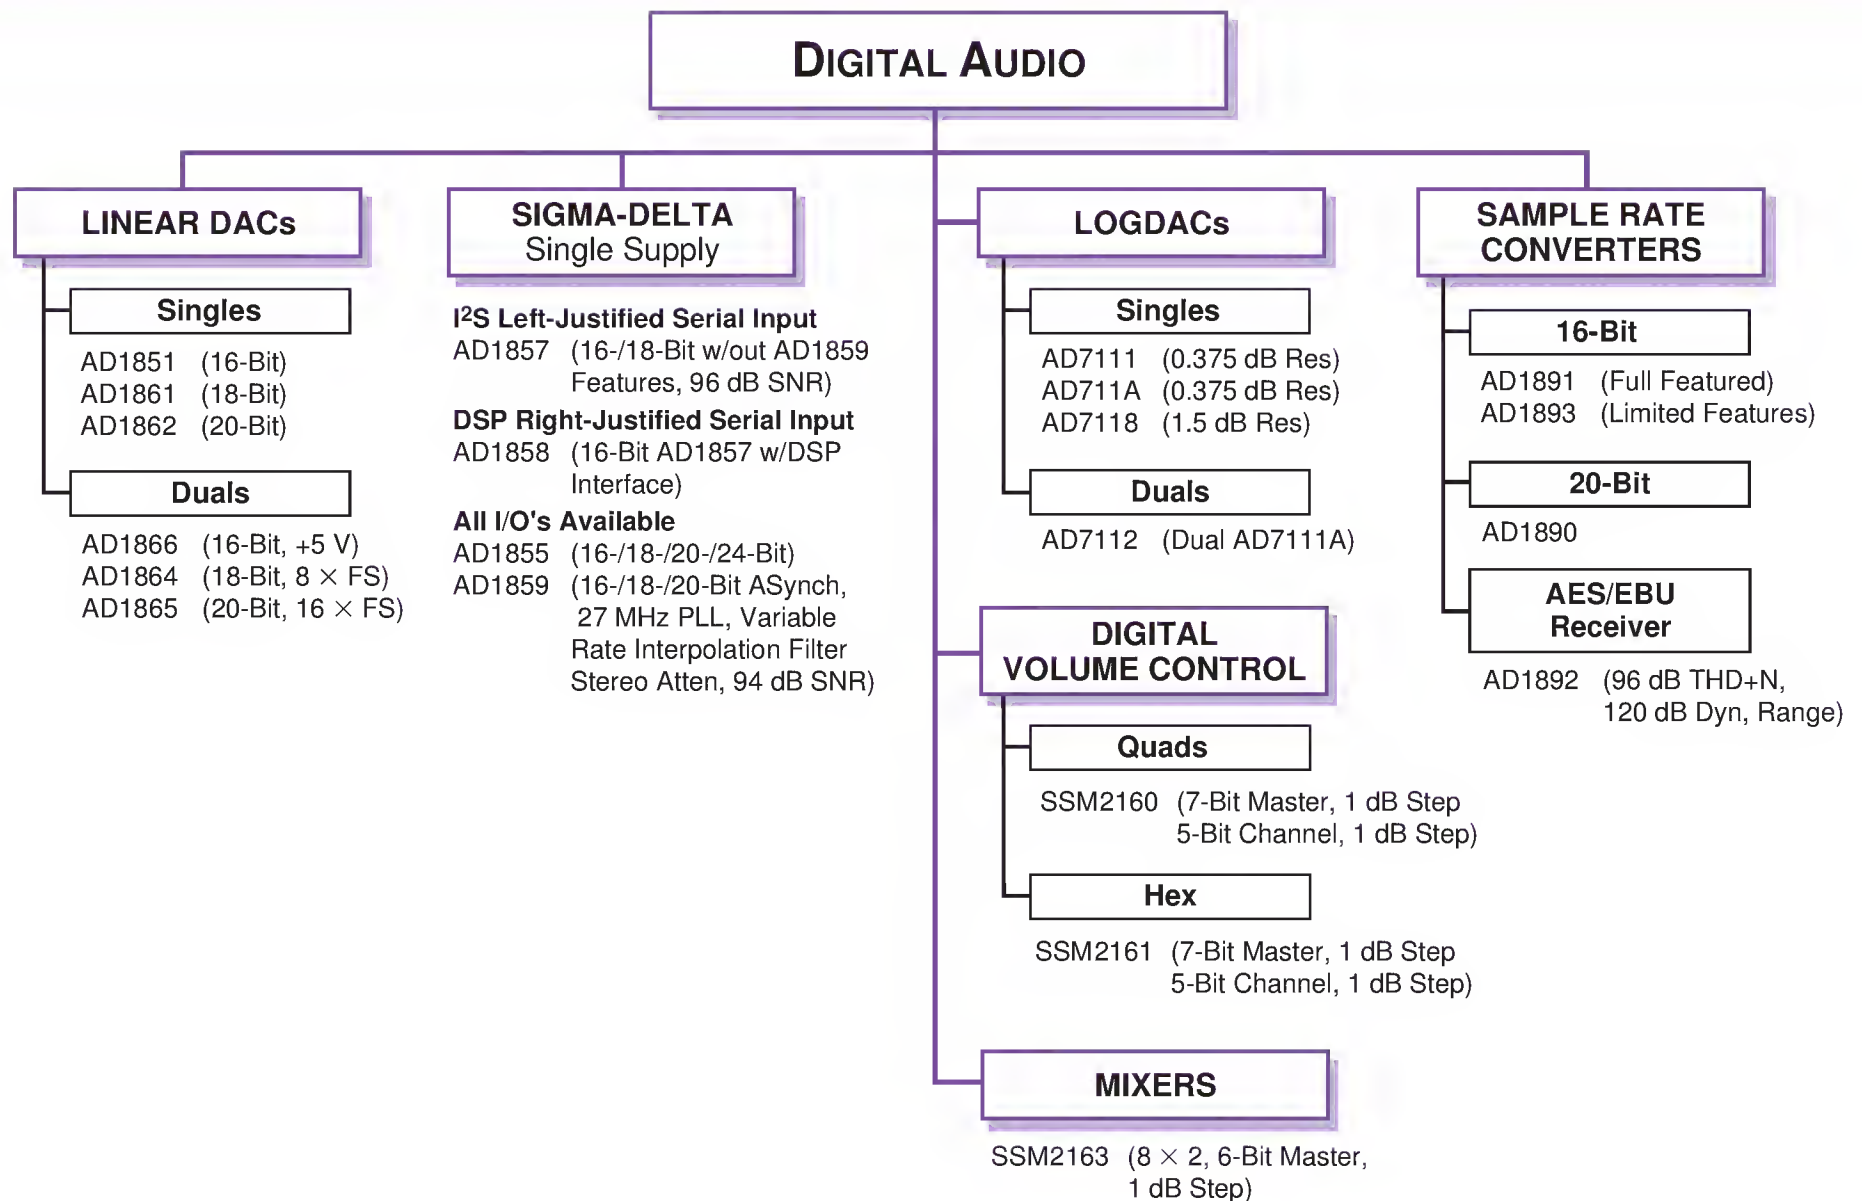 DIGITAL AUDIO
LINEAR DACs
Singles
AD1851 (16-Bit)
AD1861 (18-Bit)
AD1862 (20-Bit)
Duals
AD1866 (16-Bit, +5 V)
AD1864 (18-Bit, 8 × FS)
AD1865 (20-Bit, 16 × FS)
SIGMA-DELTA
Single Supply
I²S Left-Justified Serial Input
AD1857 (16-/18-Bit w/out AD1859
Features, 96 dB SNR)
DSP Right-Justified Serial Input
AD1858 (16-Bit AD1857 w/DSP
Interface)
All I/O's Available
AD1855 (16-/18-/20-/24-Bit)
AD1859 (16-/18-/20-Bit ASynch,
27 MHz PLL, Variable
Rate Interpolation Filter
Stereo Atten, 94 dB SNR)
LOGDACs
Singles
AD7111 (0.375 dB Res)
AD711A (0.375 dB Res)
AD7118 (1.5 dB Res)
Duals
AD7112 (Dual AD7111A)
DIGITAL
VOLUME CONTROL
Quads
SSM2160 (7-Bit Master, 1 dB Step
5-Bit Channel, 1 dB Step)
Hex
SSM2161 (7-Bit Master, 1 dB Step
5-Bit Channel, 1 dB Step)
MIXERS
SSM2163 (8 × 2, 6-Bit Master,
1 dB Step)
SAMPLE RATE
CONVERTERS
16-Bit
AD1891 (Full Featured)
AD1893 (Limited Features)
20-Bit
AD1890
AES/EBU
Receiver
AD1892 (96 dB THD+N,
120 dB Dyn, Range)